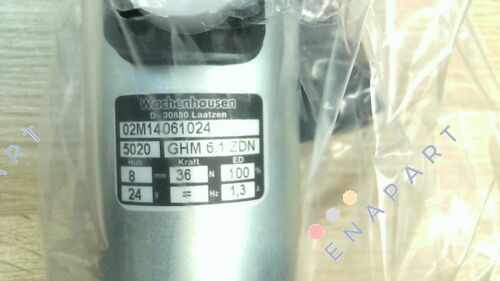 Wachenhausen
D- 30880 Laatzen
02M14061024
5020 GHM 6.1 ZDN
Hub Kraft ED
8 mm 36 N 100 %
24 V = Hz 1,3 A
ENAPART
ENAPART